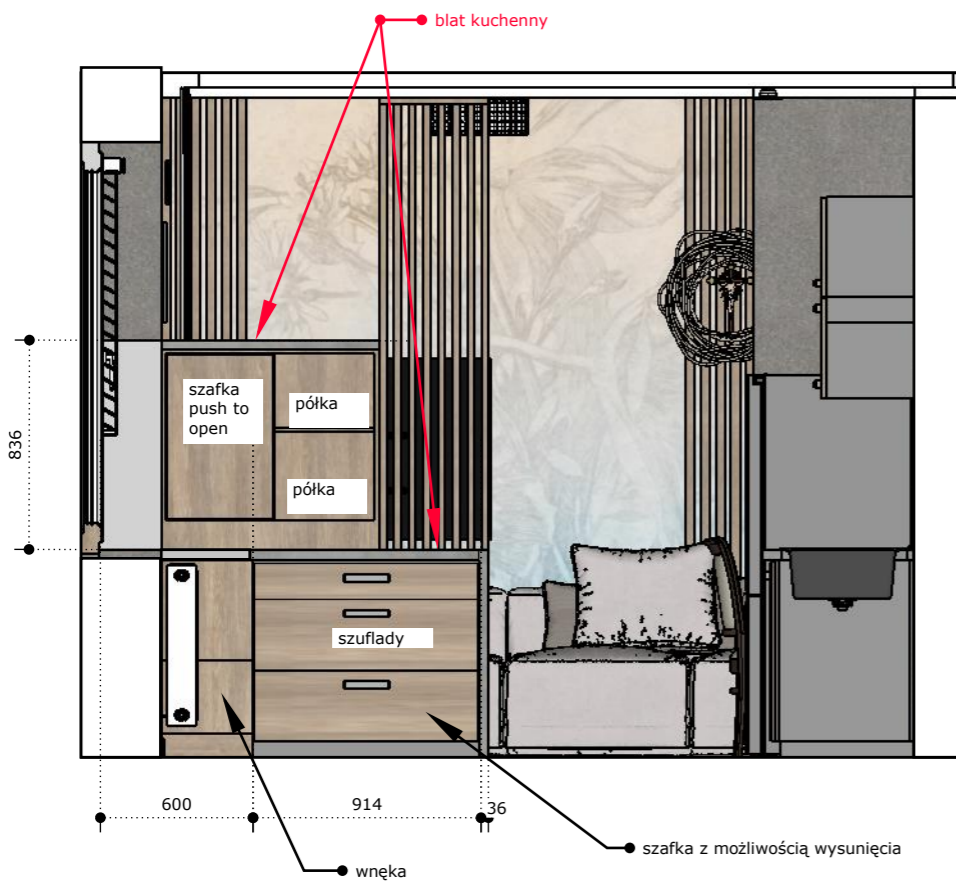 blat kuchenny
szafka
push to
open
półka
półka
836
szuflady
600
914
36
szafka z możliwością wysunięcia
wnęka